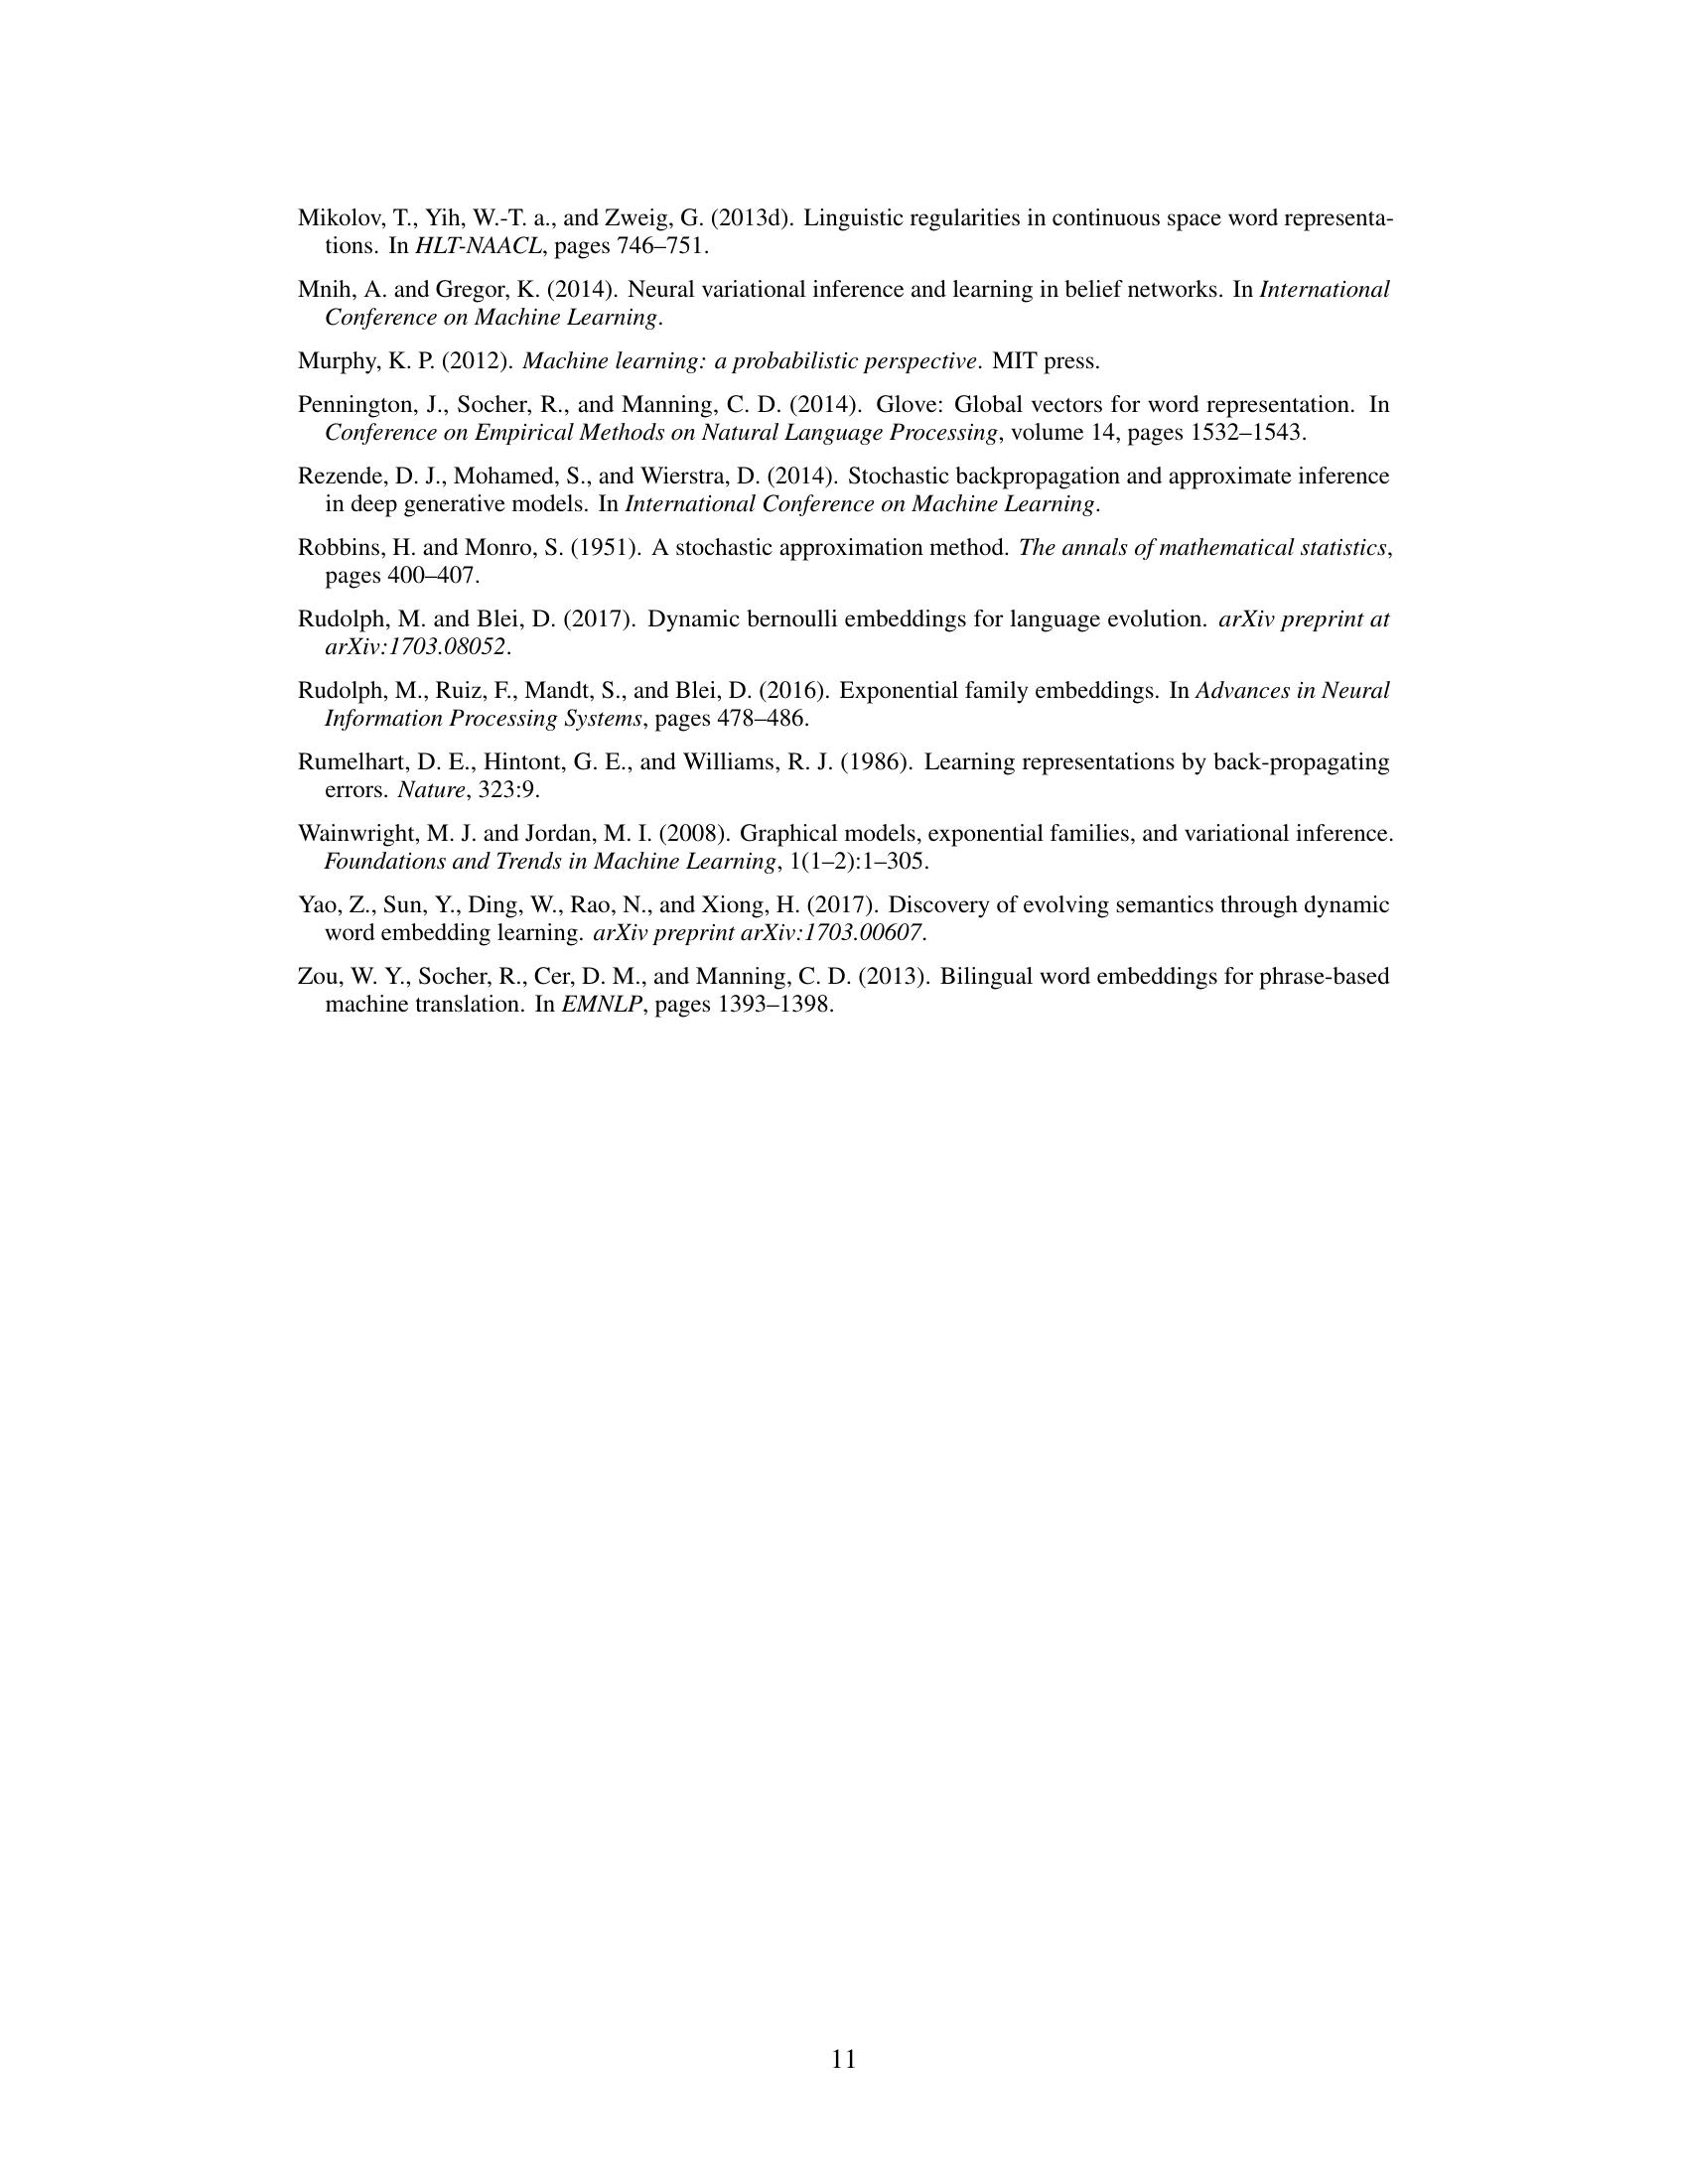 Mikolov, T., Yih, W.-T. a., and Zweig, G. (2013d). Linguistic regularities in continuous space word representa-
tions. In HLT-NAACL, pages 746–751.
Mnih, A. and Gregor, K. (2014). Neural variational inference and learning in belief networks. In International
Conference on Machine Learning.
Murphy, K. P. (2012). Machine learning: a probabilistic perspective. MIT press.
Pennington, J., Socher, R., and Manning, C. D. (2014). Glove: Global vectors for word representation. In
Conference on Empirical Methods on Natural Language Processing, volume 14, pages 1532–1543.
Rezende, D. J., Mohamed, S., and Wierstra, D. (2014). Stochastic backpropagation and approximate inference
in deep generative models. In International Conference on Machine Learning.
Robbins, H. and Monro, S. (1951). A stochastic approximation method. The annals of mathematical statistics,
pages 400–407.
Rudolph, M. and Blei, D. (2017). Dynamic bernoulli embeddings for language evolution. arXiv preprint at
arXiv:1703.08052.
Rudolph, M., Ruiz, F., Mandt, S., and Blei, D. (2016). Exponential family embeddings. In Advances in Neural
Information Processing Systems, pages 478–486.
Rumelhart, D. E., Hintont, G. E., and Williams, R. J. (1986). Learning representations by back-propagating
errors. Nature, 323:9.
Wainwright, M. J. and Jordan, M. I. (2008). Graphical models, exponential families, and variational inference.
Foundations and Trends in Machine Learning, 1(1–2):1–305.
Yao, Z., Sun, Y., Ding, W., Rao, N., and Xiong, H. (2017). Discovery of evolving semantics through dynamic
word embedding learning. arXiv preprint arXiv:1703.00607.
Zou, W. Y., Socher, R., Cer, D. M., and Manning, C. D. (2013). Bilingual word embeddings for phrase-based
machine translation. In EMNLP, pages 1393–1398.
11